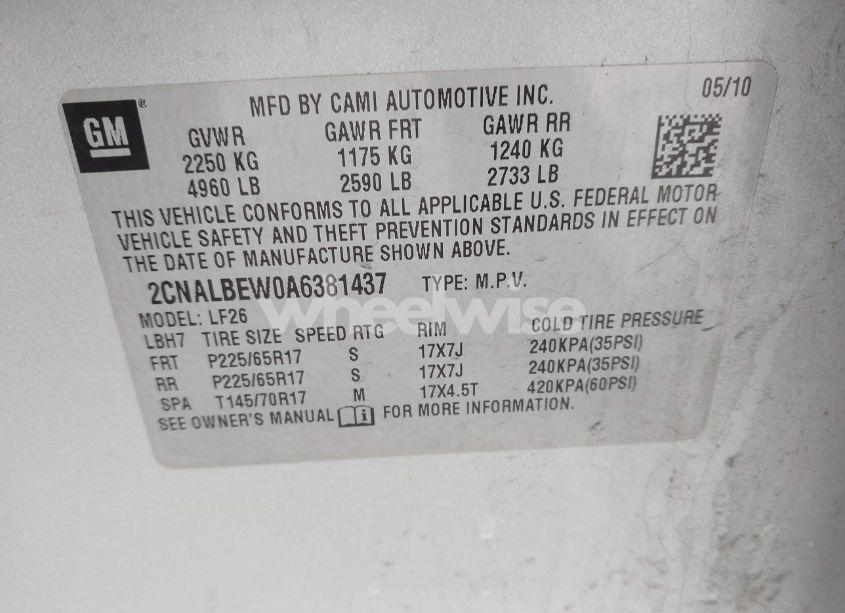 GM®
MFD BY CAMI AUTOMOTIVE INC. 05/10
GVWR GAWR FRT GAWR RR
2250 KG 1175 KG 1240 KG
4960 LB 2590 LB 2733 LB
THIS VEHICLE CONFORMS TO ALL APPLICABLE U.S. FEDERAL MOTOR
VEHICLE SAFETY AND THEFT PREVENTION STANDARDS IN EFFECT ON
THE DATE OF MANUFACTURE SHOWN ABOVE.
2CNALBEW0A6381437 TYPE: M.P.V.
wheelwise
MODEL: LF26
LBH7 TIRE SIZE SPEED RTG RIM COLD TIRE PRESSURE
FRT P225/65R17 S 17X7J 240KPA(35PSI)
RR P225/65R17 S 17X7J 240KPA(35PSI)
SPA T145/70R17 M 17X4.5T 420KPA(60PSI)
SEE OWNER'S MANUAL i FOR MORE INFORMATION.